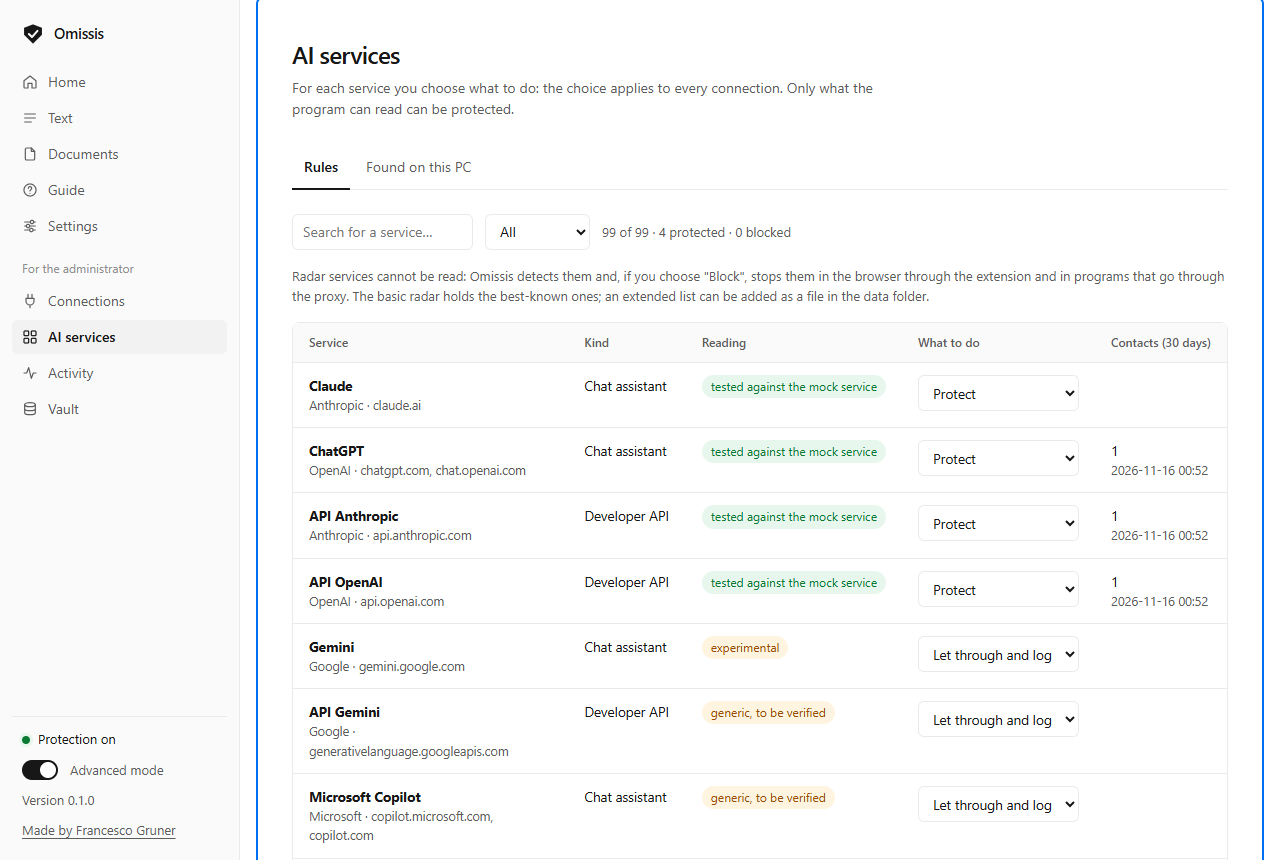 Omissis
Home
Text
Documents
Guide
Settings
For the administrator
Connections
AI services
Activity
Vault
Protection on
Advanced mode
Version 0.1.0
Made by Francesco Gruner
AI services
For each service you choose what to do: the choice applies to every connection. Only what the
program can read can be protected.
Rules Found on this PC
Search for a service... All 99 of 99 · 4 protected · 0 blocked
Radar services cannot be read: Omissis detects them and, if you choose "Block", stops them in the browser through the extension and in programs that go through
the proxy. The basic radar holds the best-known ones; an extended list can be added as a file in the data folder.
Service Kind Reading What to do Contacts (30 days)
Claude Chat assistant tested against the mock service Protect
Anthropic · claude.ai
ChatGPT Chat assistant tested against the mock service Protect 1
OpenAI · chatgpt.com, chat.openai.com 2026-11-16 00:52
API Anthropic Developer API tested against the mock service Protect 1
Anthropic · api.anthropic.com 2026-11-16 00:52
API OpenAI Developer API tested against the mock service Protect 1
OpenAI · api.openai.com 2026-11-16 00:52
Gemini Chat assistant experimental Let through and log
Google · gemini.google.com
API Gemini Developer API generic, to be verified Let through and log
Google ·
generativelanguage.googleapis.com
Microsoft Copilot Chat assistant generic, to be verified Let through and log
Microsoft · copilot.microsoft.com,
copilot.com